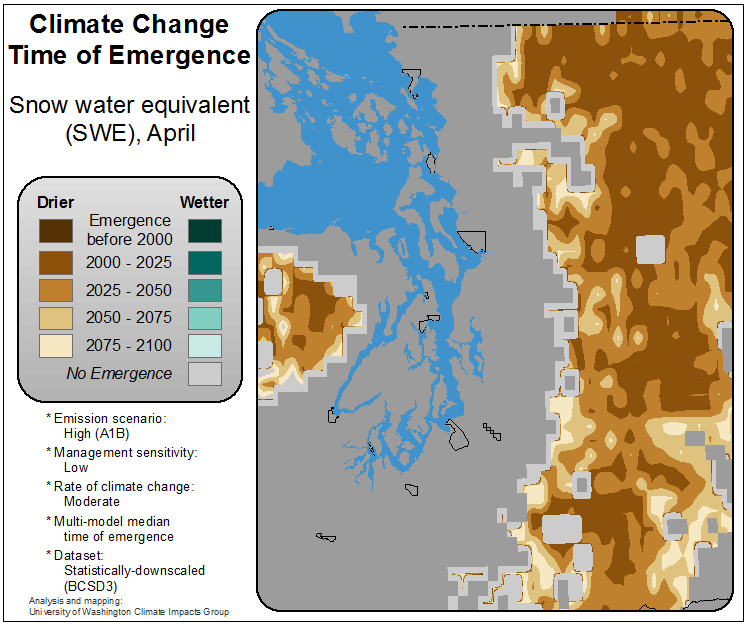 Climate Change
Time of Emergence
Snow water equivalent
(SWE), April
Drier Wetter
Emergence
before 2000
2000 - 2025
2025 - 2050
2050 - 2075
2075 - 2100
No Emergence
* Emission scenario:
High (A1B)
* Management sensitivity:
Low
* Rate of climate change:
Moderate
* Multi-model median
time of emergence
* Dataset:
Statistically-downscaled
(BCSD3)
Analysis and mapping:
University of Washington Climate Impacts Group